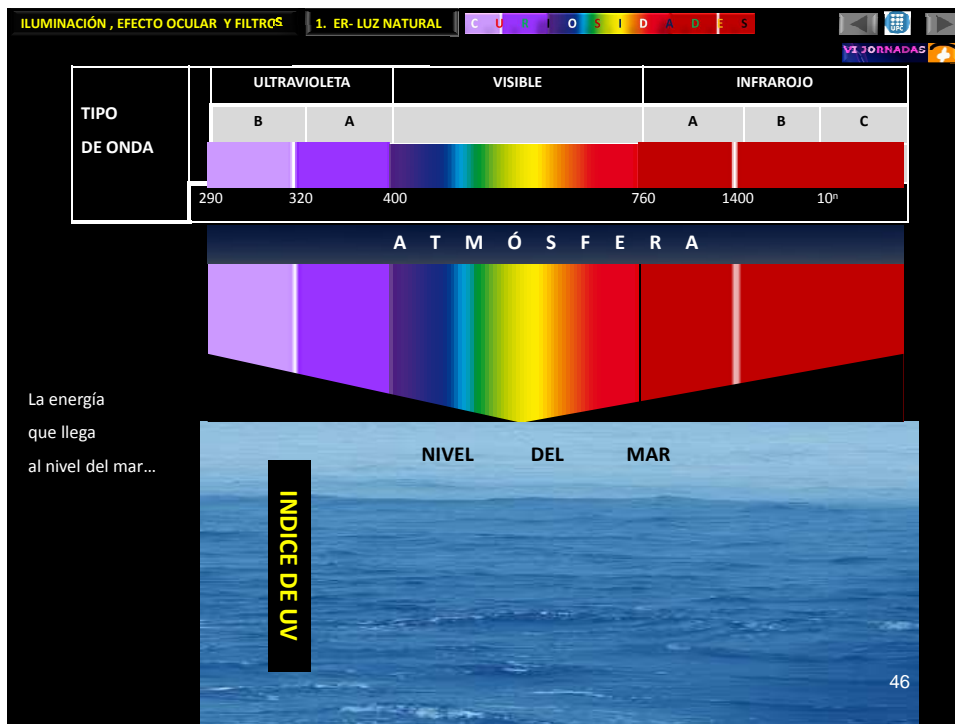 ILUMINACIÓN , EFECTO OCULAR Y FILTROS
1. ER- LUZ NATURAL
C U R I O S I D A D E S
UPC
VI JORNADAS
TIPO
DE ONDA
ULTRAVIOLETA
VISIBLE
INFRAROJO
B
A
A
B
C
290
320
400
760
1400
10ⁿ
A T M Ó S F E R A
La energía
que llega
al nivel del mar...
NIVEL DEL MAR
INDICE DE UV
46